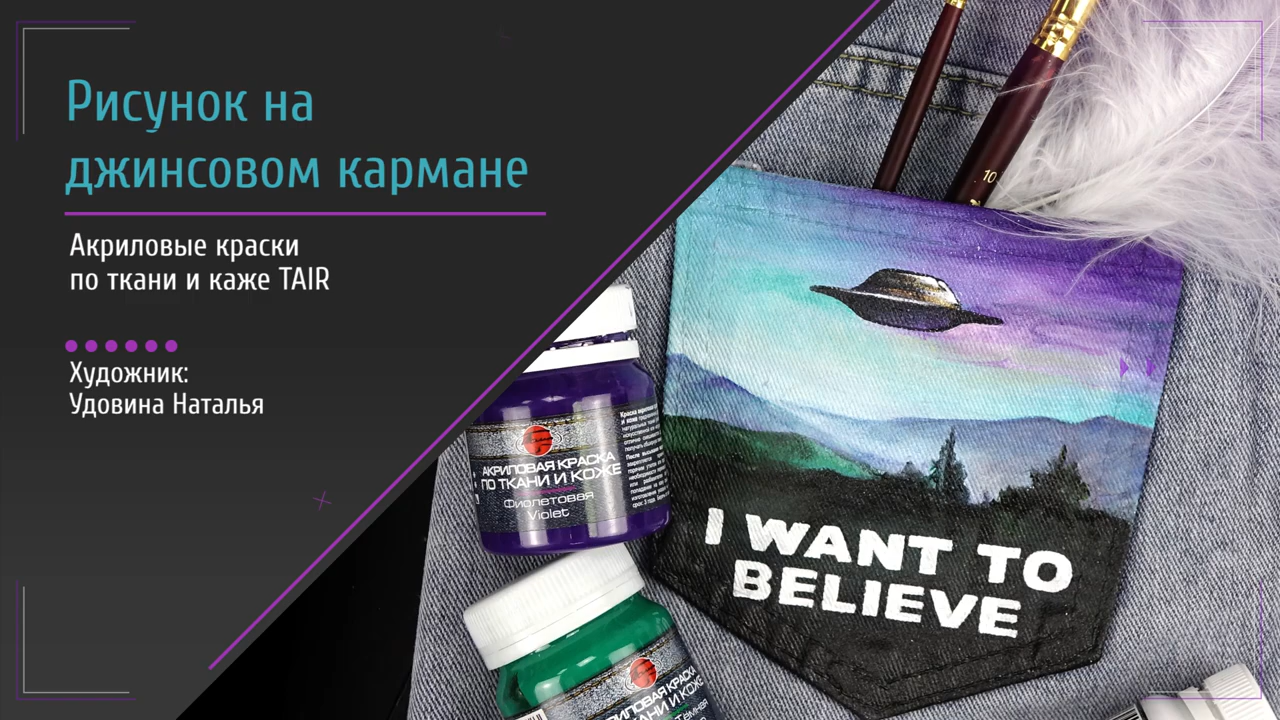 Рисунок на
джинсовом кармане
Акриловые краски
по ткани и каже TAIR
Художник:
Удовина Наталья
10
I WANT TO
BELIEVE
АКРИЛОВАЯ КРАСКА
ПО ТКАНИ И КОЖЕ
Фиолетовая
Violet